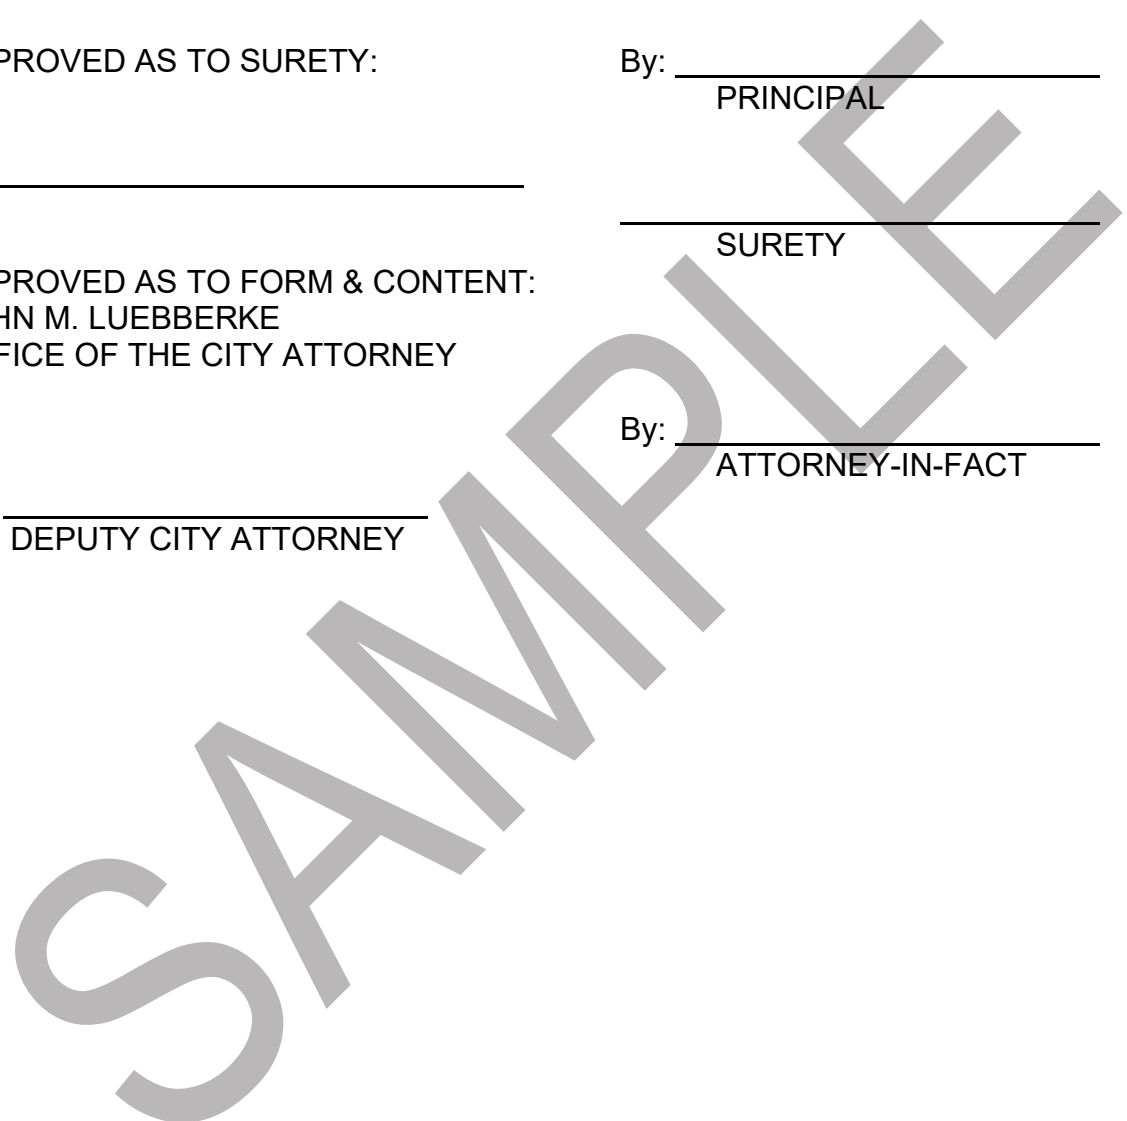 PROVED AS TO SURETY:
By:
PRINCIPAL
SURETY
PROVED AS TO FORM & CONTENT:
HN M. LUEBBERKE
FICE OF THE CITY ATTORNEY
By:
ATTORNEY-IN-FACT
DEPUTY CITY ATTORNEY
SAMPLE